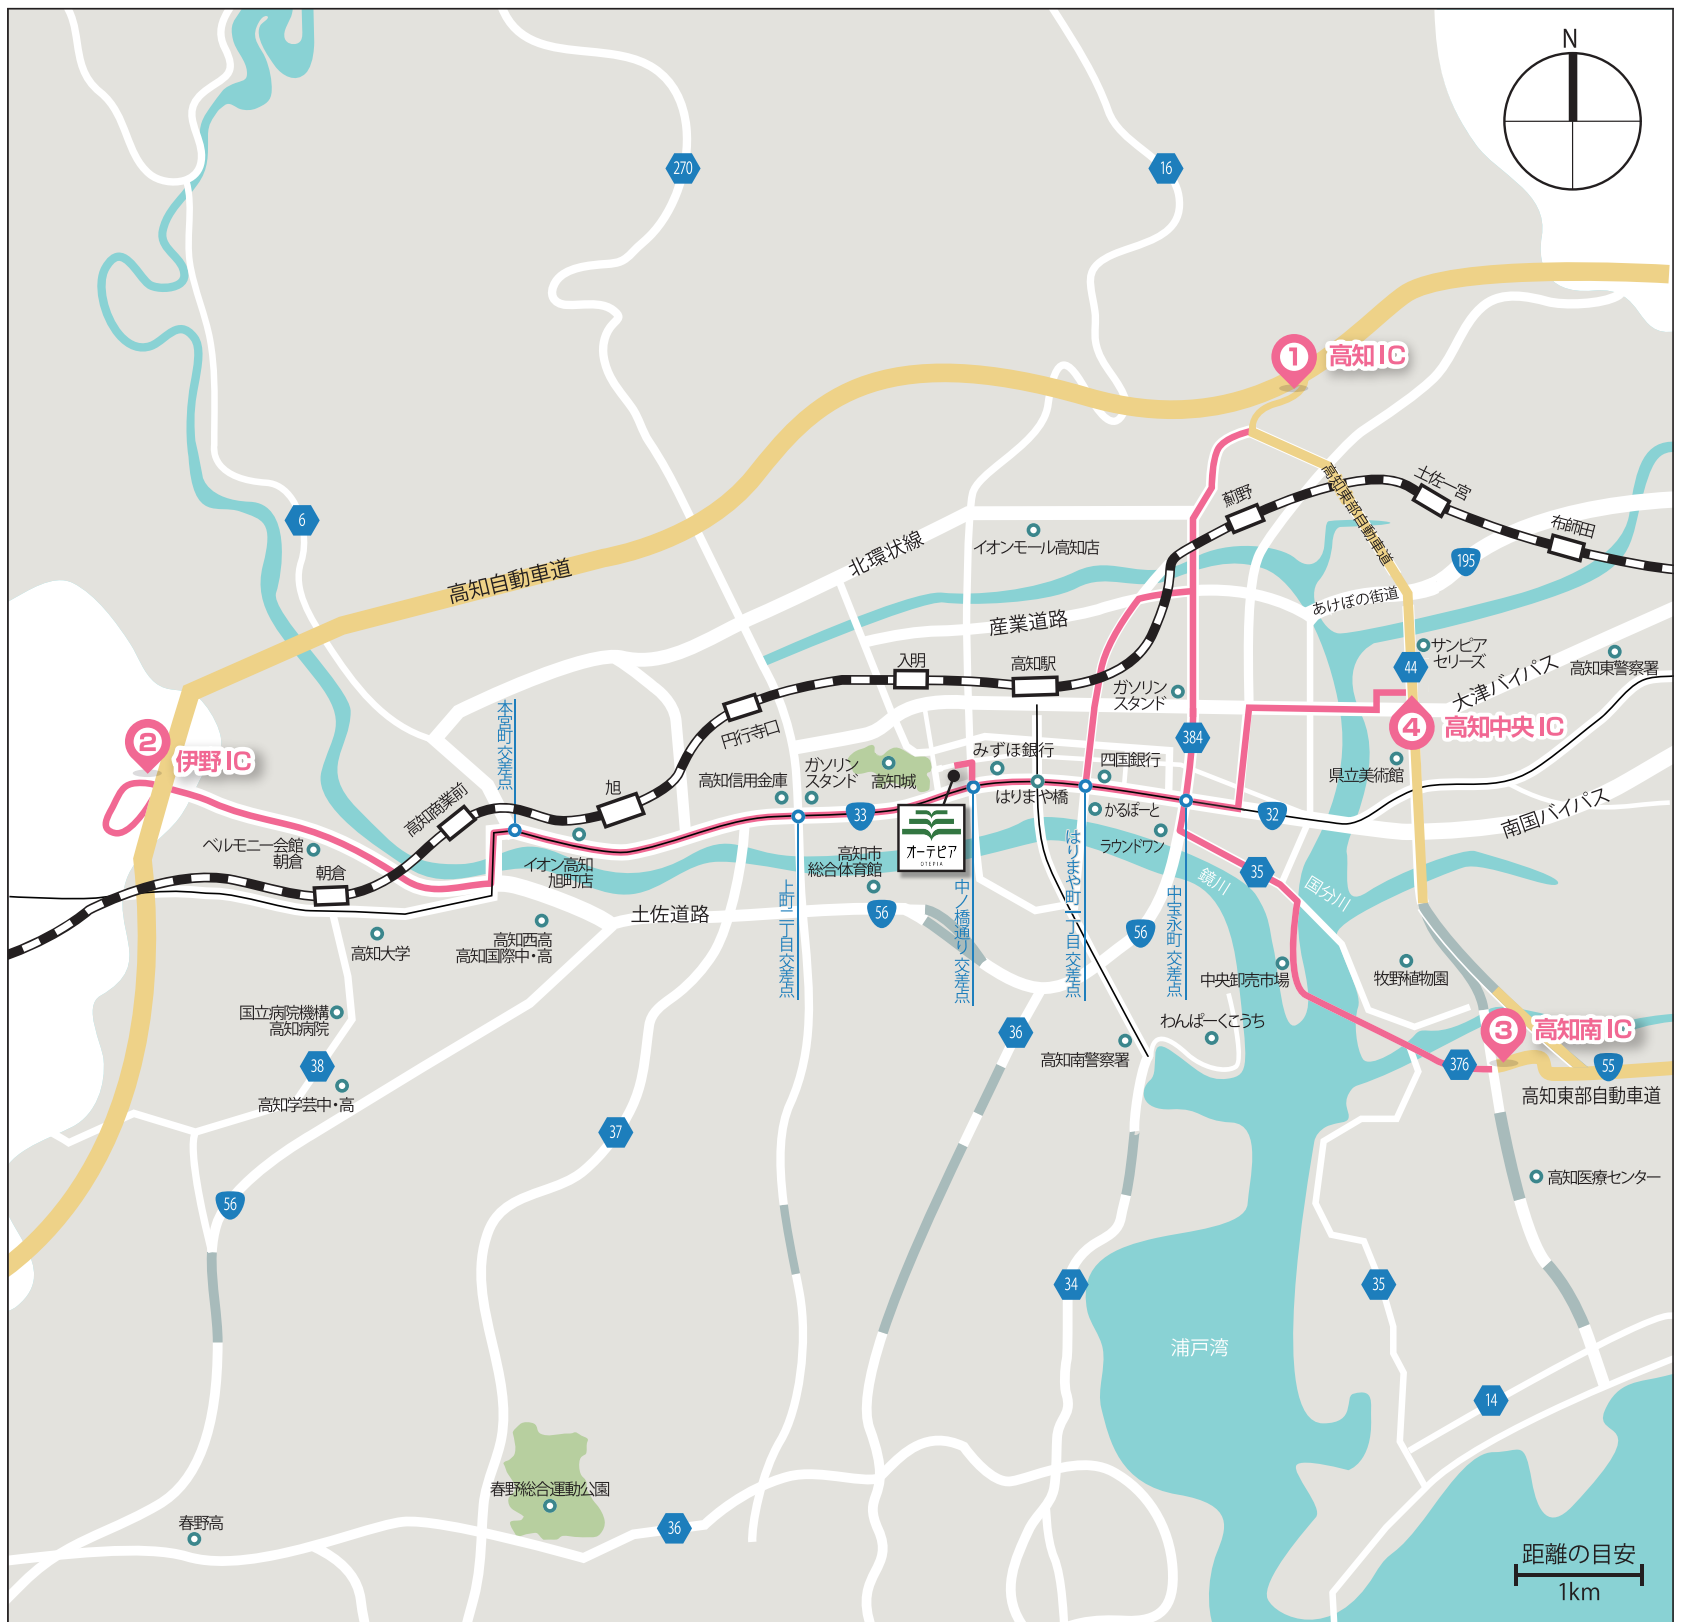 N
270
16
1
高知IC
土佐一宮
薊野
布師田
高知東部自動車道
6
イオンモール高知店
北環状線
195
高知自動車道
あけぼの街道
産業道路
サンピア
セリーズ
高知東警察署
44
入明
高知駅
大津バイパス
ガソリン
スタンド
本宮町交差点
円行寺口
4
高知中央IC
2
伊野IC
384
みずほ銀行
四国銀行
高知信用金庫
ガソリン
スタンド
高知城
県立美術館
旭
高知商業前
はりまや橋
かるぽーと
33
32
南国バイパス
ベルモニー会館
朝倉
ラウンドワン
オーテピア
OTEPIA
イオン高知
旭町店
高知市
総合体育館
朝倉
35
鏡川
国分川
土佐道路
56
56
上町二丁目交差点
中ノ橋通り交差点
はりまや町一丁目交差点
中宝永町交差点
高知西高
高知国際中・高
高知大学
中央卸売市場
牧野植物園
国立病院機構
高知病院
わんぱーくこうち
36
高知南警察署
3
高知南IC
38
376
55
高知東部自動車道
高知学芸中・高
37
高知医療センター
56
34
35
浦戸湾
14
春野総合運動公園
春野高
36
距離の目安
1km